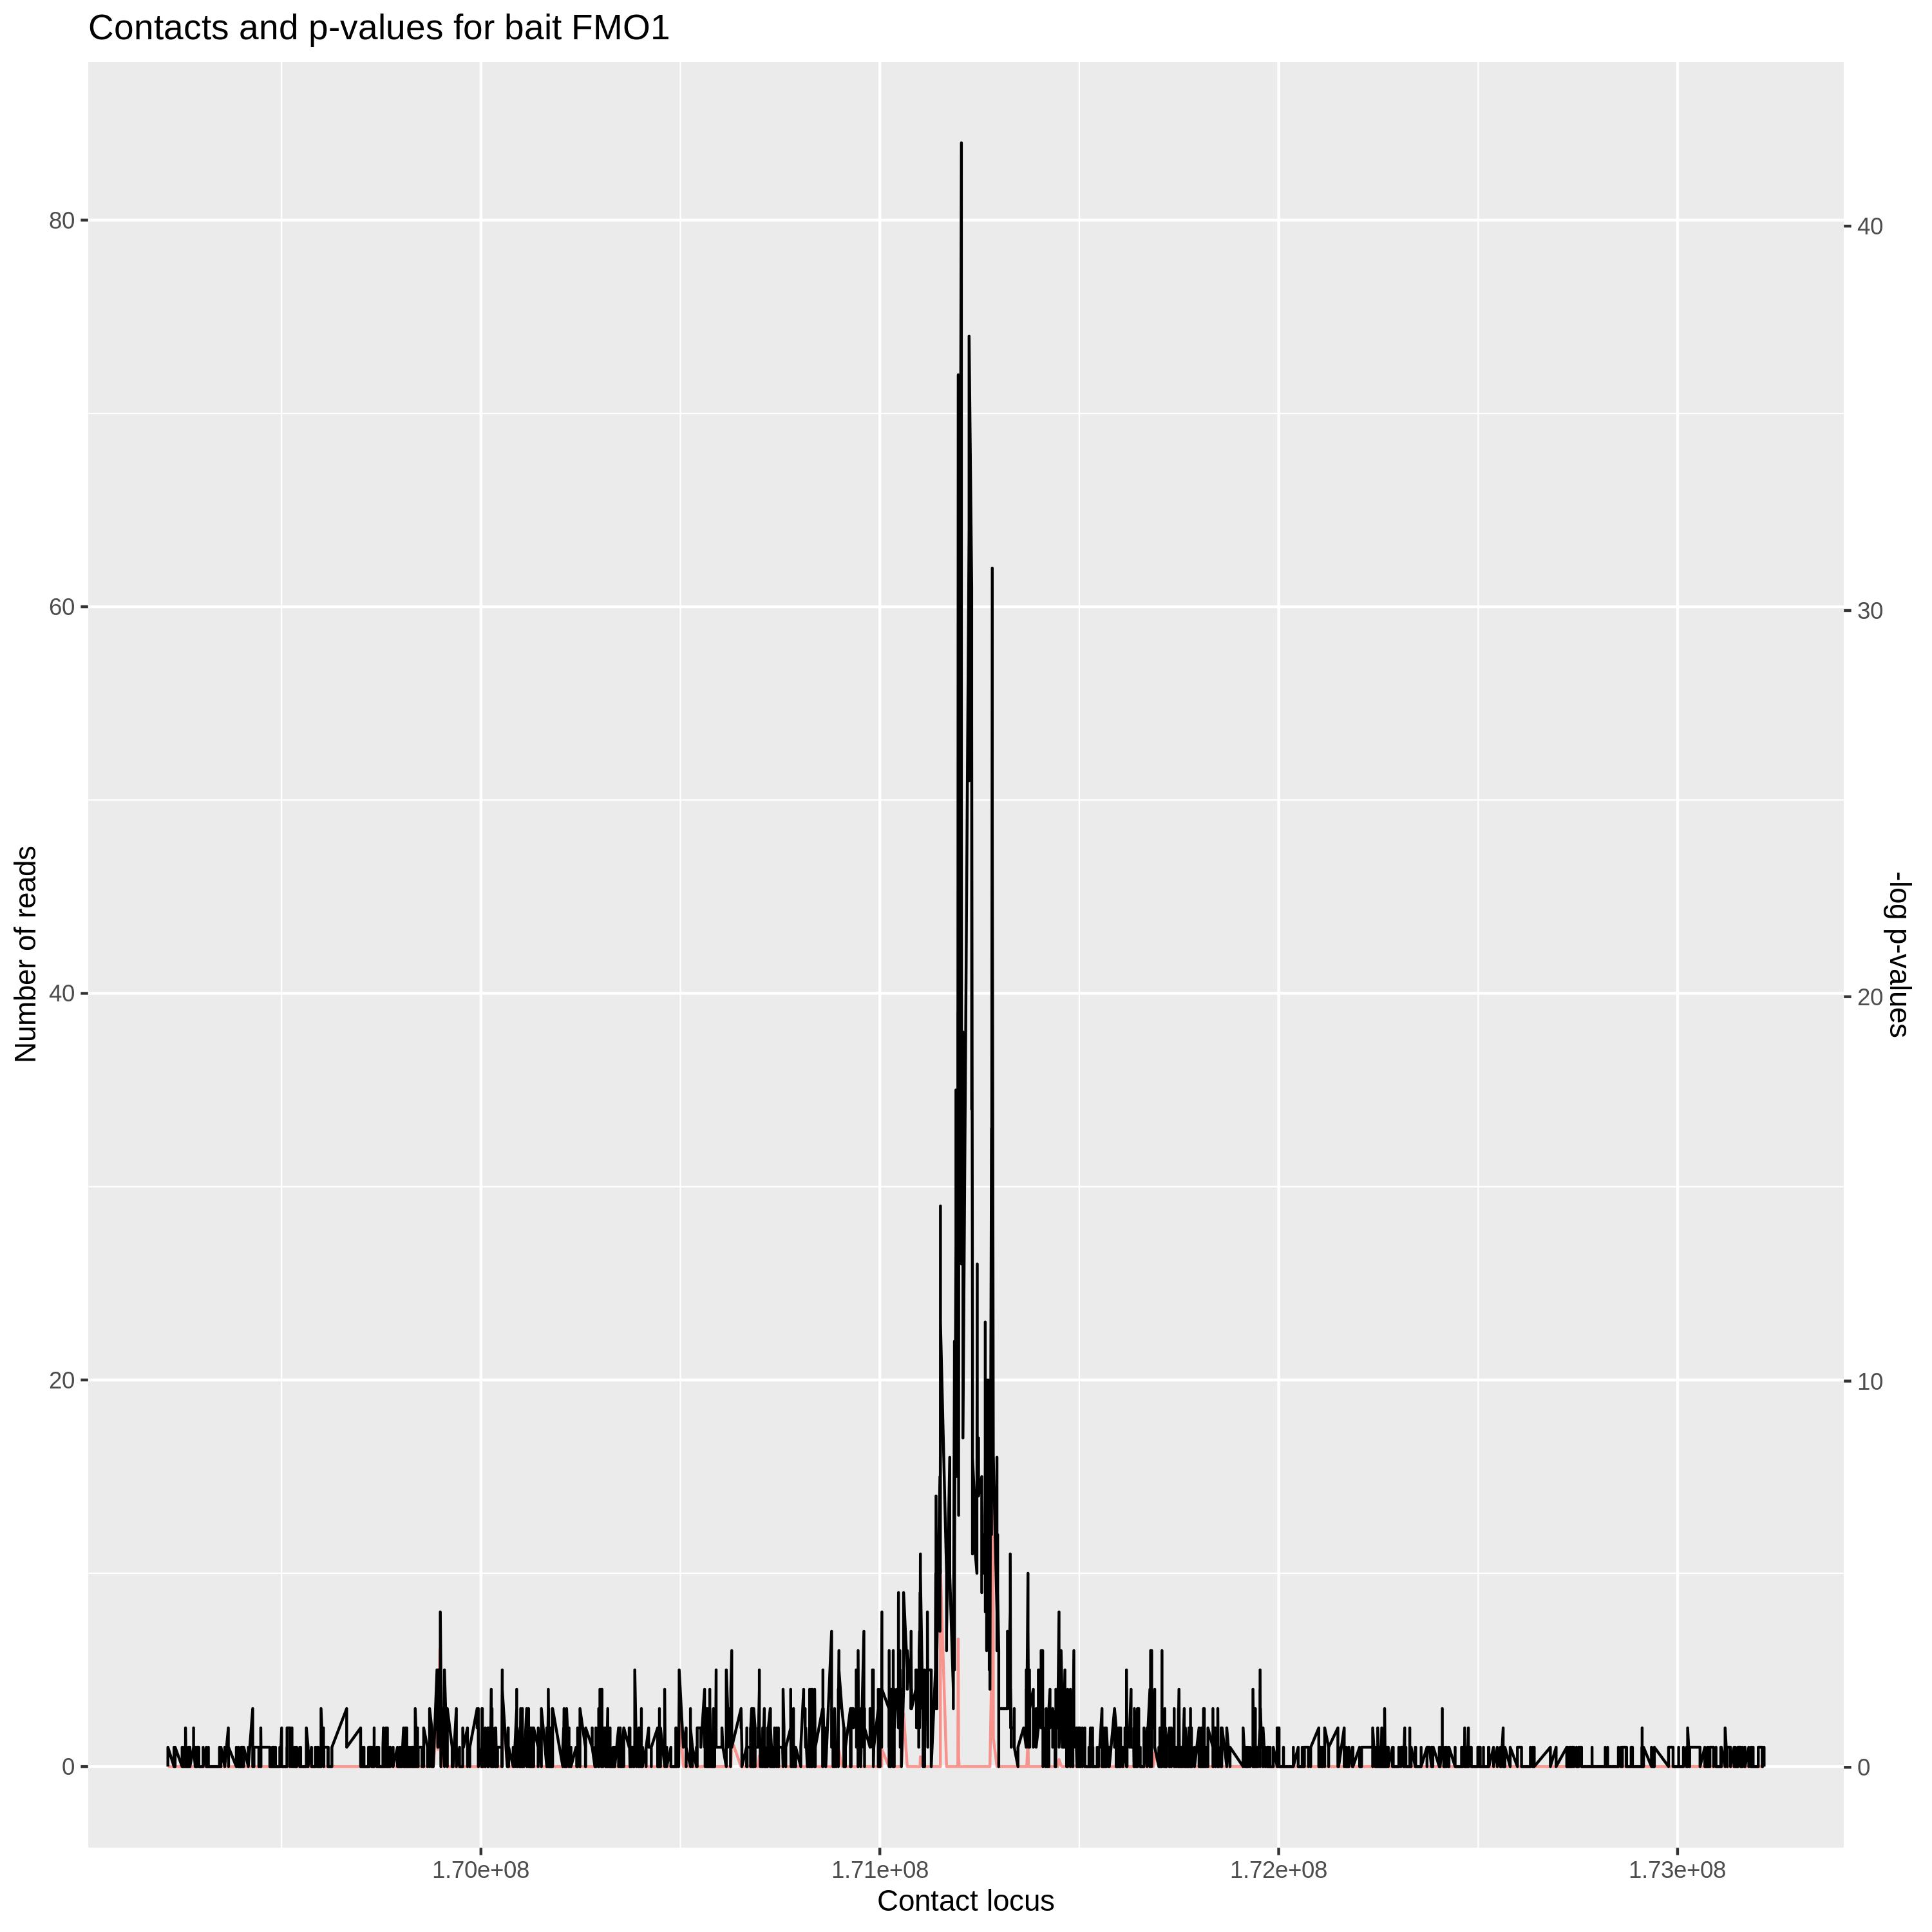 Contacts and p-values for bait FMO1
80
60
40
20
0
Number of reads
40
30
20
10
0
-log p-values
1.70e+08
1.71e+08
1.72e+08
1.73e+08
Contact locus